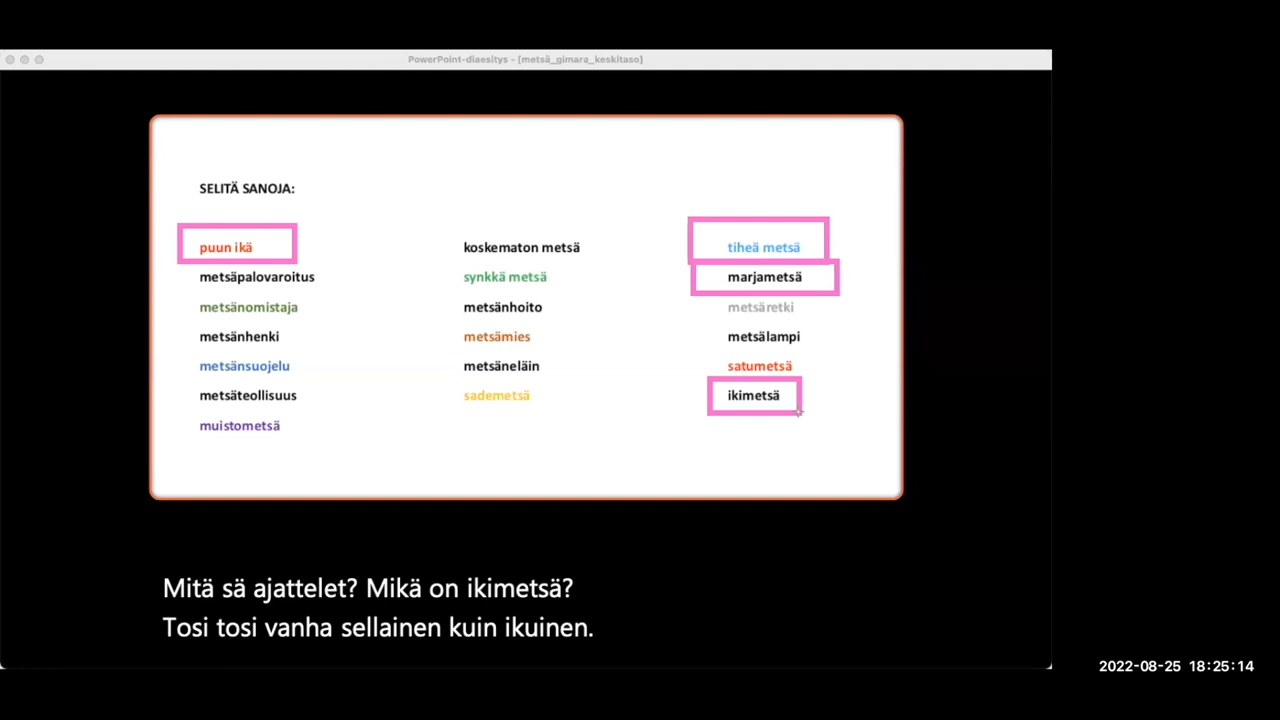 PowerPoint-diaesitys - [metsä_gimara_keskitaso]
SELITÄ SANOJA:
puun ikä
metsäpalovaroitus
metsänomistaja
metsänhenki
metsänsuojelu
metsäteollisuus
muistometsä
koskematon metsä
synkkä metsä
metsänhoito
metsämies
metsäneläin
sademetsä
tiheä metsä
marjametsä
metsäretki
metsälampi
satumetsä
ikimetsä
Mitä sä ajattelet? Mikä on ikimetsä?
Tosi tosi vanha sellainen kuin ikuinen.
2022-08-25 18:25:14